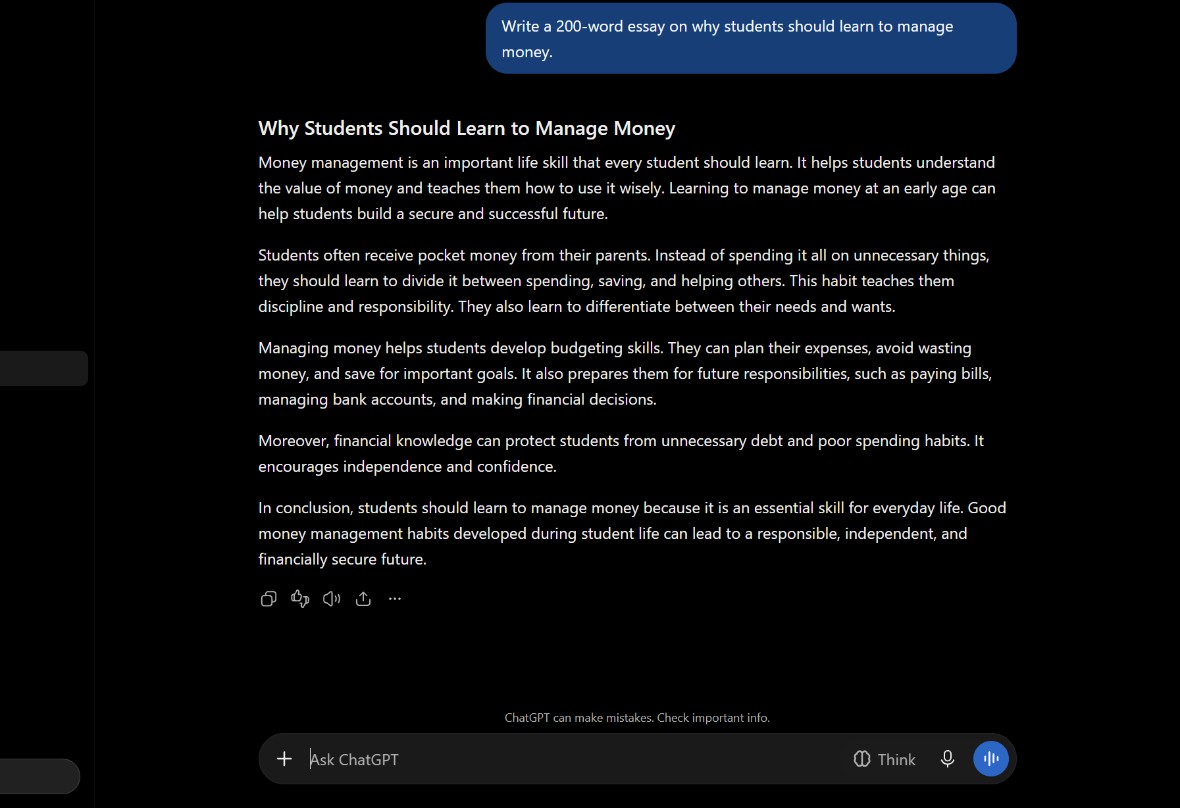 Write a 200-word essay on why students should learn to manage
money.
Why Students Should Learn to Manage Money
Money management is an important life skill that every student should learn. It helps students understand
the value of money and teaches them how to use it wisely. Learning to manage money at an early age can
help students build a secure and successful future.
Students often receive pocket money from their parents. Instead of spending it all on unnecessary things,
they should learn to divide it between spending, saving, and helping others. This habit teaches them
discipline and responsibility. They also learn to differentiate between their needs and wants.
Managing money helps students develop budgeting skills. They can plan their expenses, avoid wasting
money, and save for important goals. It also prepares them for future responsibilities, such as paying bills,
managing bank accounts, and making financial decisions.
Moreover, financial knowledge can protect students from unnecessary debt and poor spending habits. It
encourages independence and confidence.
In conclusion, students should learn to manage money because it is an essential skill for everyday life. Good
money management habits developed during student life can lead to a responsible, independent, and
financially secure future.
ChatGPT can make mistakes. Check important info.
Ask ChatGPT
Think